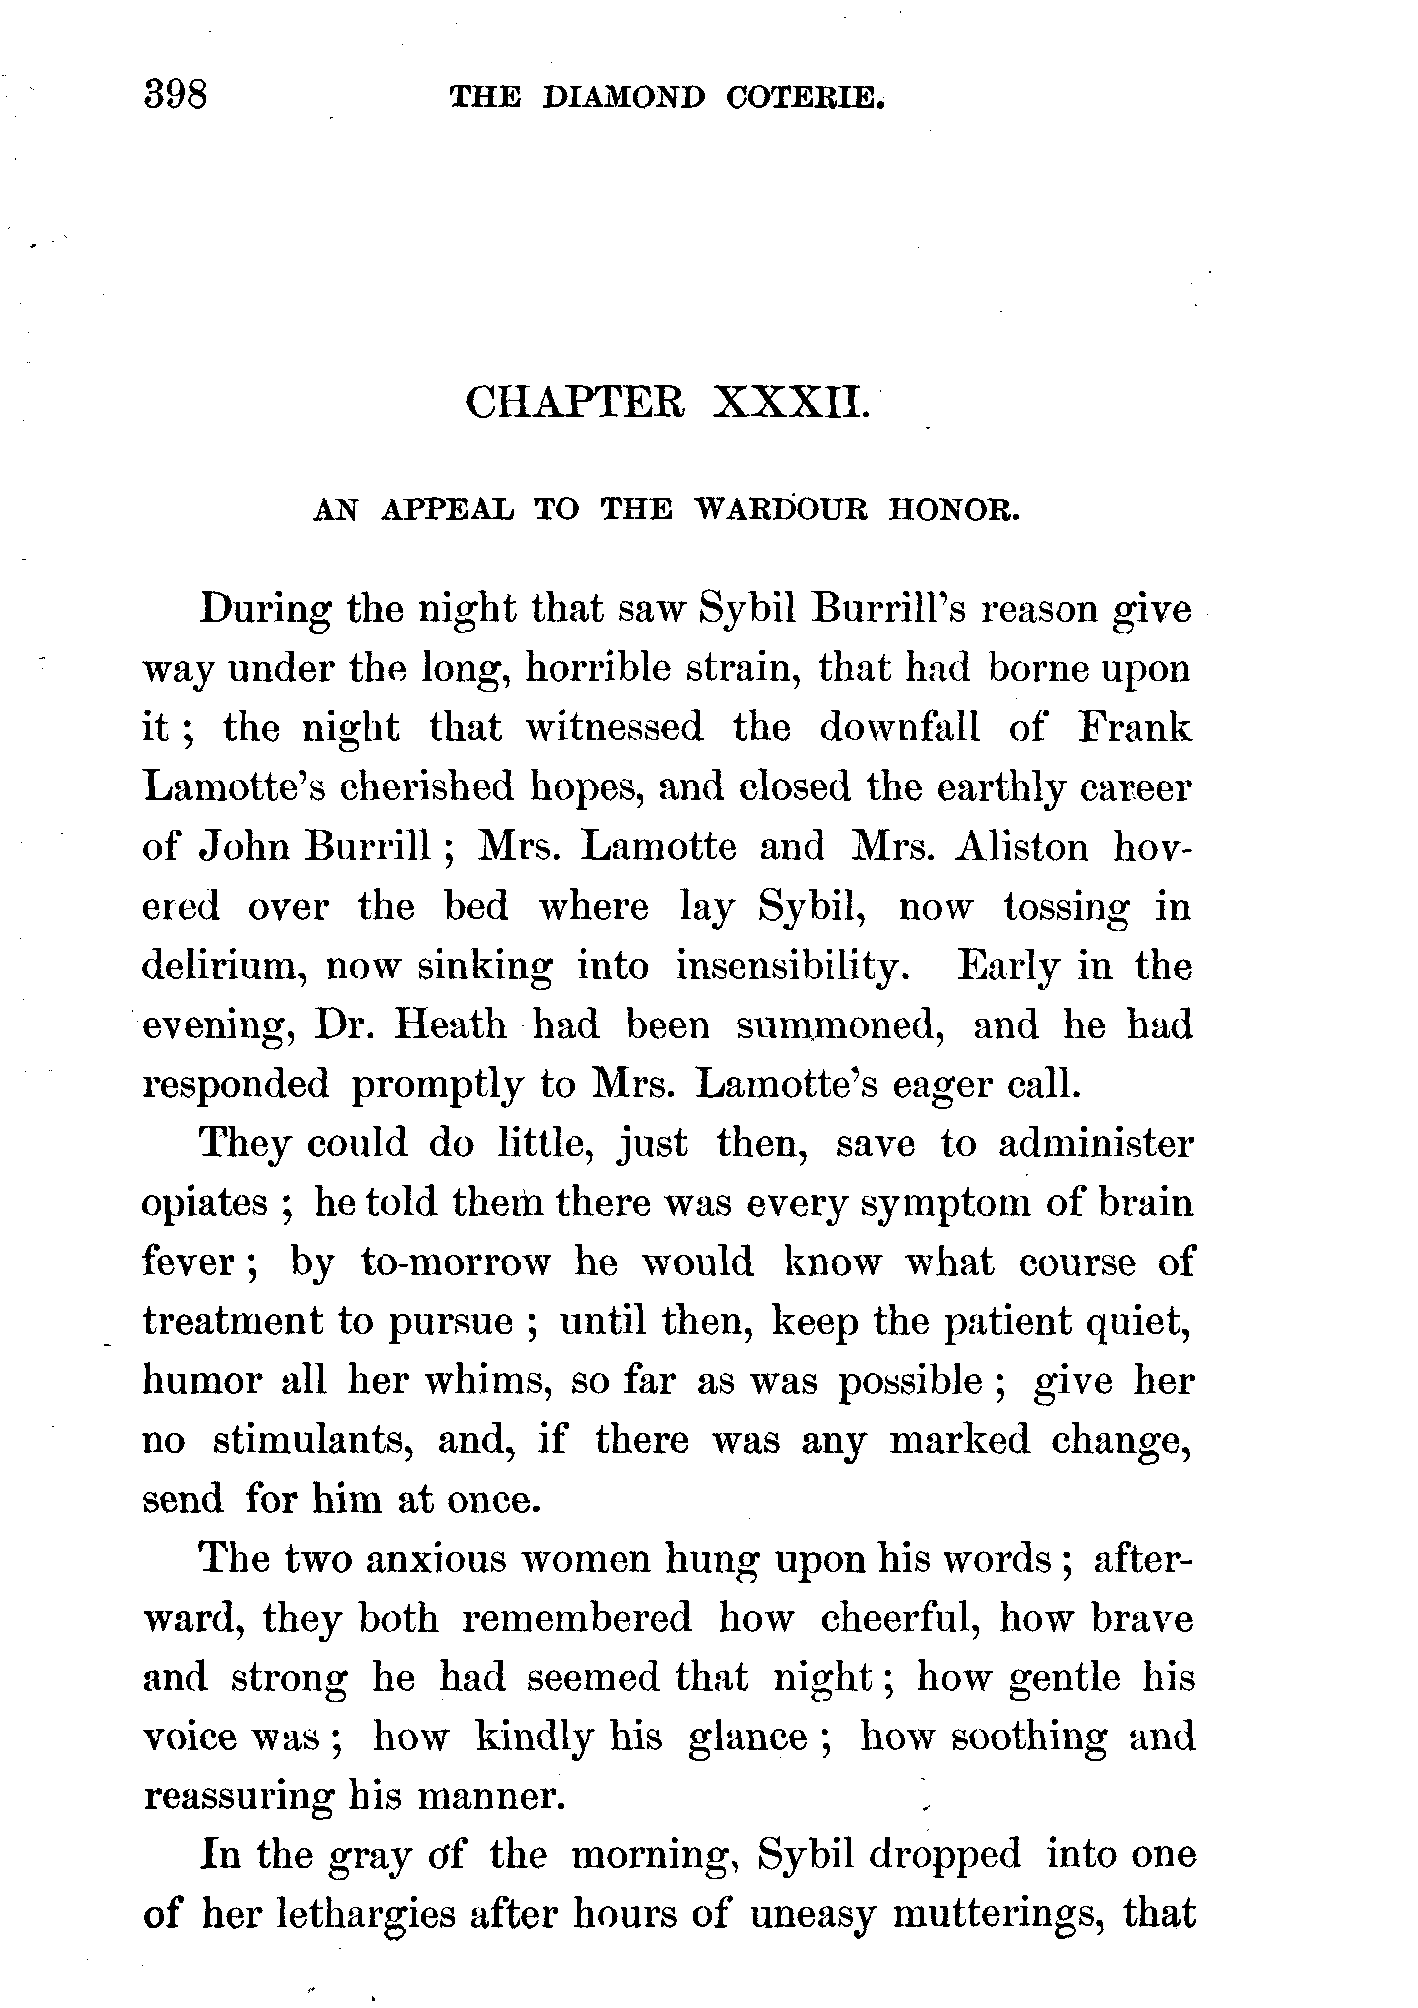 398 THE DIAMOND COTERIE.
CHAPTER XXXII.
AN APPEAL TO THE WARDOUR HONOR.
During the night that saw Sybil Burrill's reason give
way under the long, horrible strain, that had borne upon
it ; the night that witnessed the downfall of Frank
Lamotte's cherished hopes, and closed the earthly career
of John Burrill ; Mrs. Lamotte and Mrs. Aliston hov-
ered over the bed where lay Sybil, now tossing in
delirium, now sinking into insensibility. Early in the
evening, Dr. Heath had been summoned, and he had
responded promptly to Mrs. Lamotte's eager call.
They could do little, just then, save to administer
opiates ; he told them there was every symptom of brain
fever ; by to-morrow he would know what course of
treatment to pursue ; until then, keep the patient quiet,
humor all her whims, so far as was possible ; give her
no stimulants, and, if there was any marked change,
send for him at once.
The two anxious women hung upon his words ; after-
ward, they both remembered how cheerful, how brave
and strong he had seemed that night ; how gentle his
voice was ; how kindly his glance ; how soothing and
reassuring his manner.
In the gray of the morning, Sybil dropped into one
of her lethargies after hours of uneasy mutterings, that